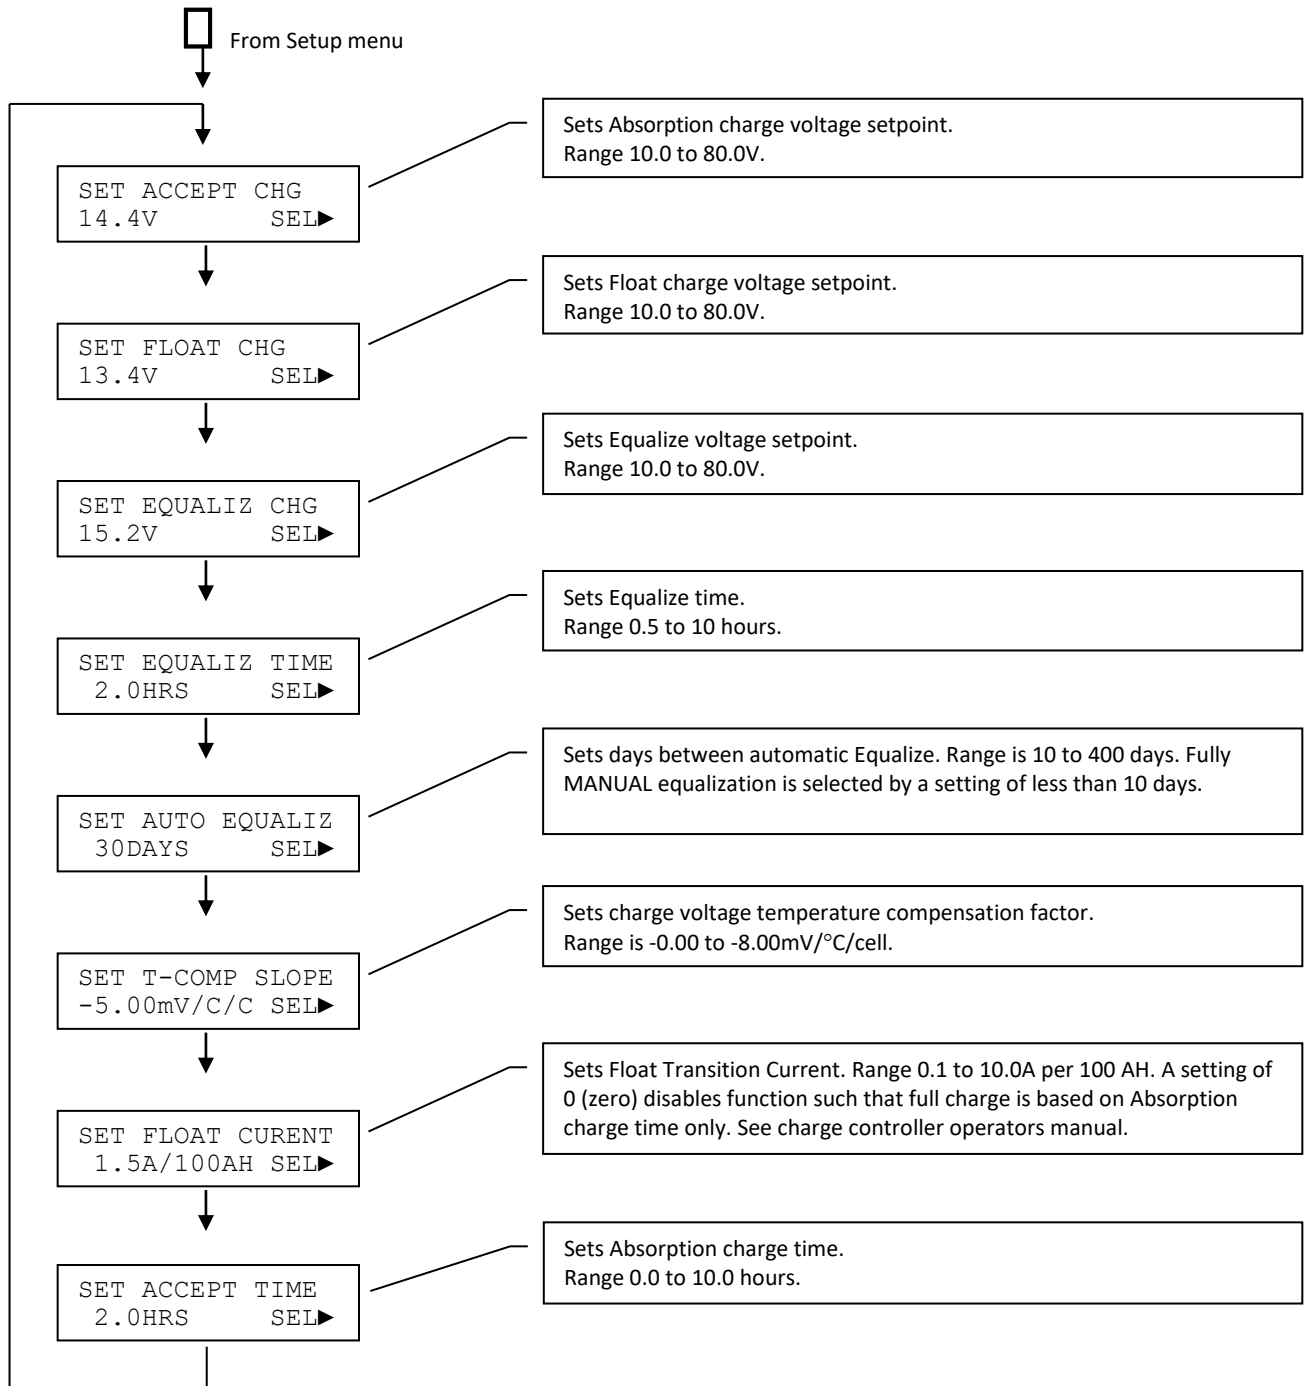 From Setup menu
Sets Absorption charge voltage setpoint.
Range 10.0 to 80.0V.
SET ACCEPT CHG
14.4V SEL►
Sets Float charge voltage setpoint.
Range 10.0 to 80.0V.
SET FLOAT CHG
13.4V SEL►
Sets Equalize voltage setpoint.
Range 10.0 to 80.0V.
SET EQUALIZ CHG
15.2V SEL►
Sets Equalize time.
Range 0.5 to 10 hours.
SET EQUALIZ TIME
2.0HRS SEL►
Sets days between automatic Equalize. Range is 10 to 400 days. Fully
MANUAL equalization is selected by a setting of less than 10 days.
SET AUTO EQUALIZ
30DAYS SEL►
Sets charge voltage temperature compensation factor.
Range is -0.00 to -8.00mV/°C/cell.
SET T-COMP SLOPE
-5.00mV/C/C SEL►
Sets Float Transition Current. Range 0.1 to 10.0A per 100 AH. A setting of
0 (zero) disables function such that full charge is based on Absorption
charge time only. See charge controller operators manual.
SET FLOAT CURENT
1.5A/100AH SEL►
Sets Absorption charge time.
Range 0.0 to 10.0 hours.
SET ACCEPT TIME
2.0HRS SEL►